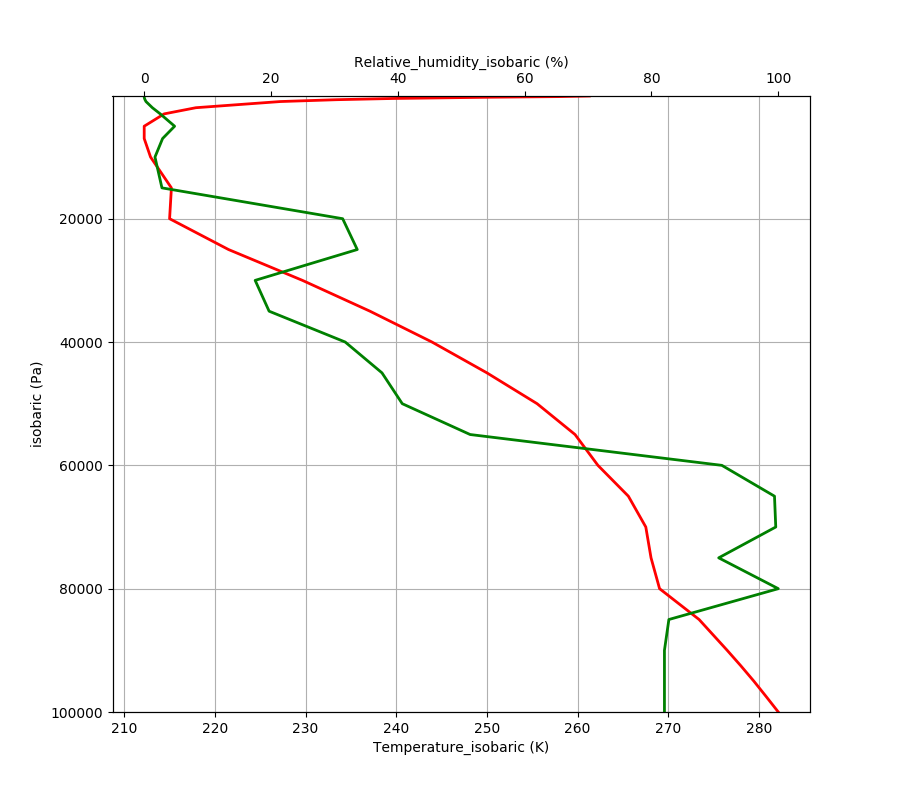 Relative_humidity_isobaric (%)
0 20 40 60 80 100
20000
40000
60000
80000
100000
isobaric (Pa)
210 220 230 240 250 260 270 280
Temperature_isobaric (K)